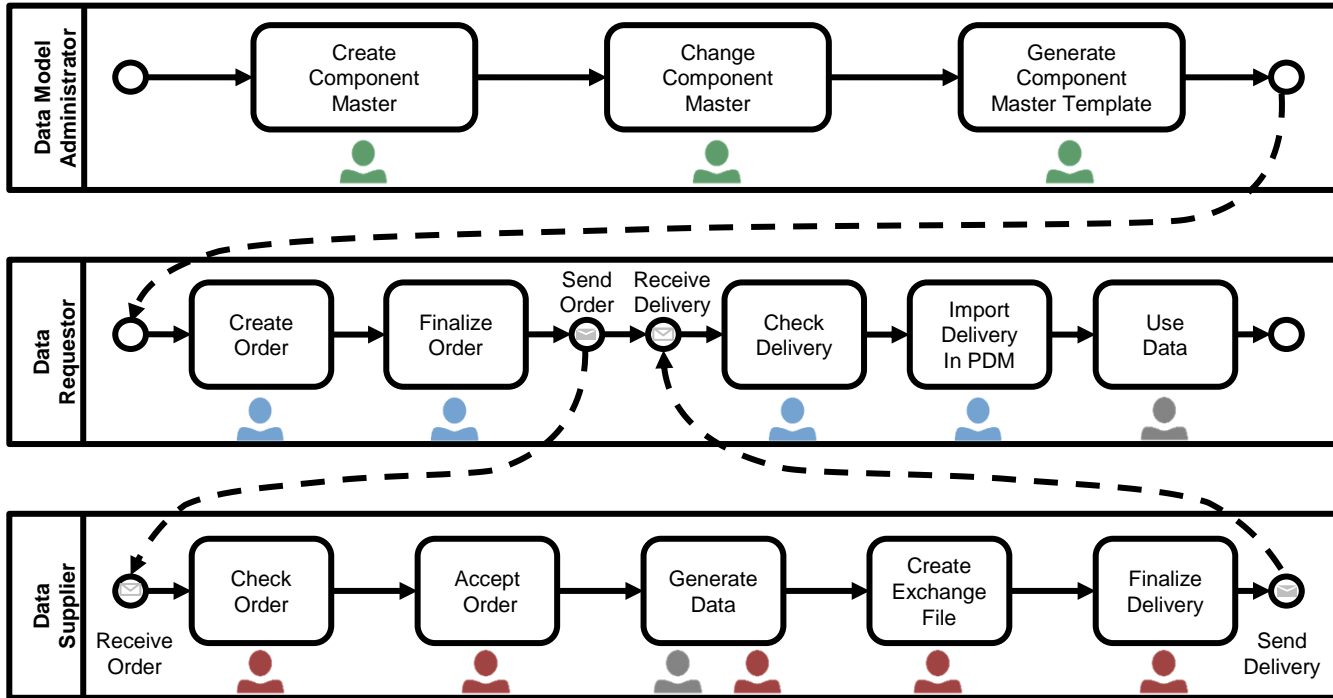 Data Model
Administrator
Create
Component
Master
Change
Component
Master
Generate
Component
Master Template
Data
Requestor
Create
Order
Finalize
Order
Send
Order
Receive
Delivery
Check
Delivery
Import
Delivery
In PDM
Use
Data
Data
Supplier
Receive
Order
Check
Order
Accept
Order
Generate
Data
Create
Exchange
File
Finalize
Delivery
Send
Delivery